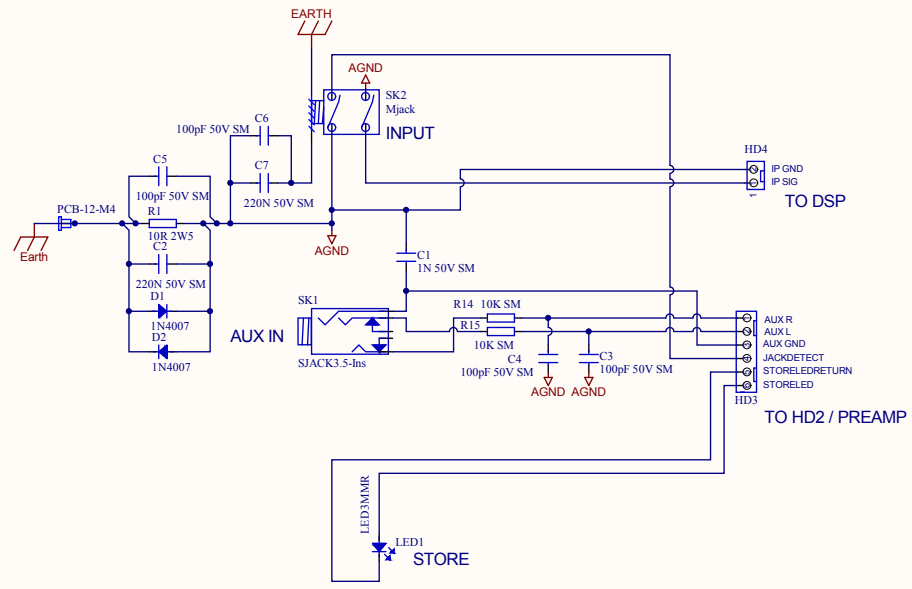 EARTH
AGND
SK2
Mjack
INPUT
C6
100pF 50V SM
C7
220N 50V SM
C5
100pF 50V SM
PCB-12-M4
R1
10R 2W5
Earth
C2
220N 50V SM
D1
1N4007
D2
1N4007
AGND
C1
1N 50V SM
HD4
IP GND
IP SIG
1
TO DSP
SK1
AUX IN
SJACK3.5-Ins
R14 10K SM
R15
10K SM
C4
100pF 50V SM
C3
100pF 50V SM
AGND
AGND
AUX R
AUX L
AUX GND
JACKDETECT
STORELEDRETURN
STORELED
HD3
TO HD2 / PREAMP
LED3MMR
LED1
STORE